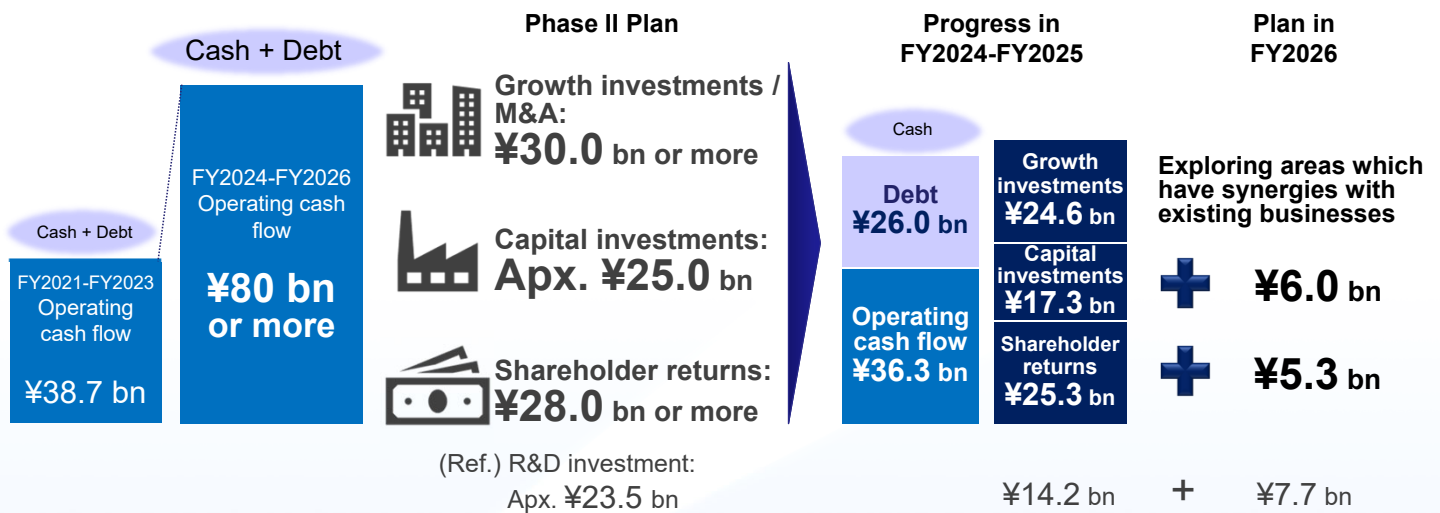 Cash + Debt
FY2021-FY2023
Operating
cash flow
¥38.7 bn
Cash + Debt
FY2024-FY2026
Operating cash
flow
¥80 bn
or more
Phase II Plan
Growth investments /
M&A:
¥30.0 bn or more
Capital investments:
Apx. ¥25.0 bn
Shareholder returns:
¥28.0 bn or more
(Ref.) R&D investment:
Apx. ¥23.5 bn
Progress in
FY2024-FY2025
Cash
Debt
¥26.0 bn
Operating
cash flow
¥36.3 bn
Growth
investments
¥24.6 bn
Capital
investments
¥17.3 bn
Shareholder
returns
¥25.3 bn
¥14.2 bn
Plan in
FY2026
Exploring areas which
have synergies with
existing businesses
¥6.0 bn
¥5.3 bn
+ ¥7.7 bn